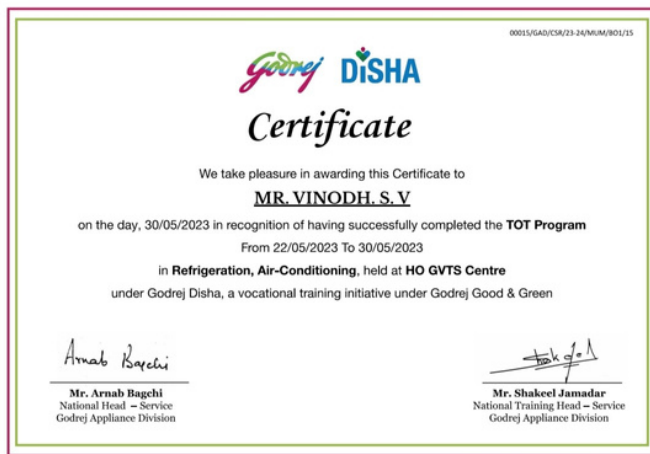 00015/GAD/CSR/23-24/MUM/BO1/15
Godrej DiSHA
Certificate
We take pleasure in awarding this Certificate to
MR. VINODH. S. V
on the day, 30/05/2023 in recognition of having successfully completed the TOT Program
From 22/05/2023 To 30/05/2023
in Refrigeration, Air-Conditioning, held at HO GVTS Centre
under Godrej Disha, a vocational training initiative under Godrej Good & Green
Arnab Bagchi
Mr. Arnab Bagchi
National Head – Service
Godrej Appliance Division
Mr. Shakeel Jamadar
National Training Head – Service
Godrej Appliance Division